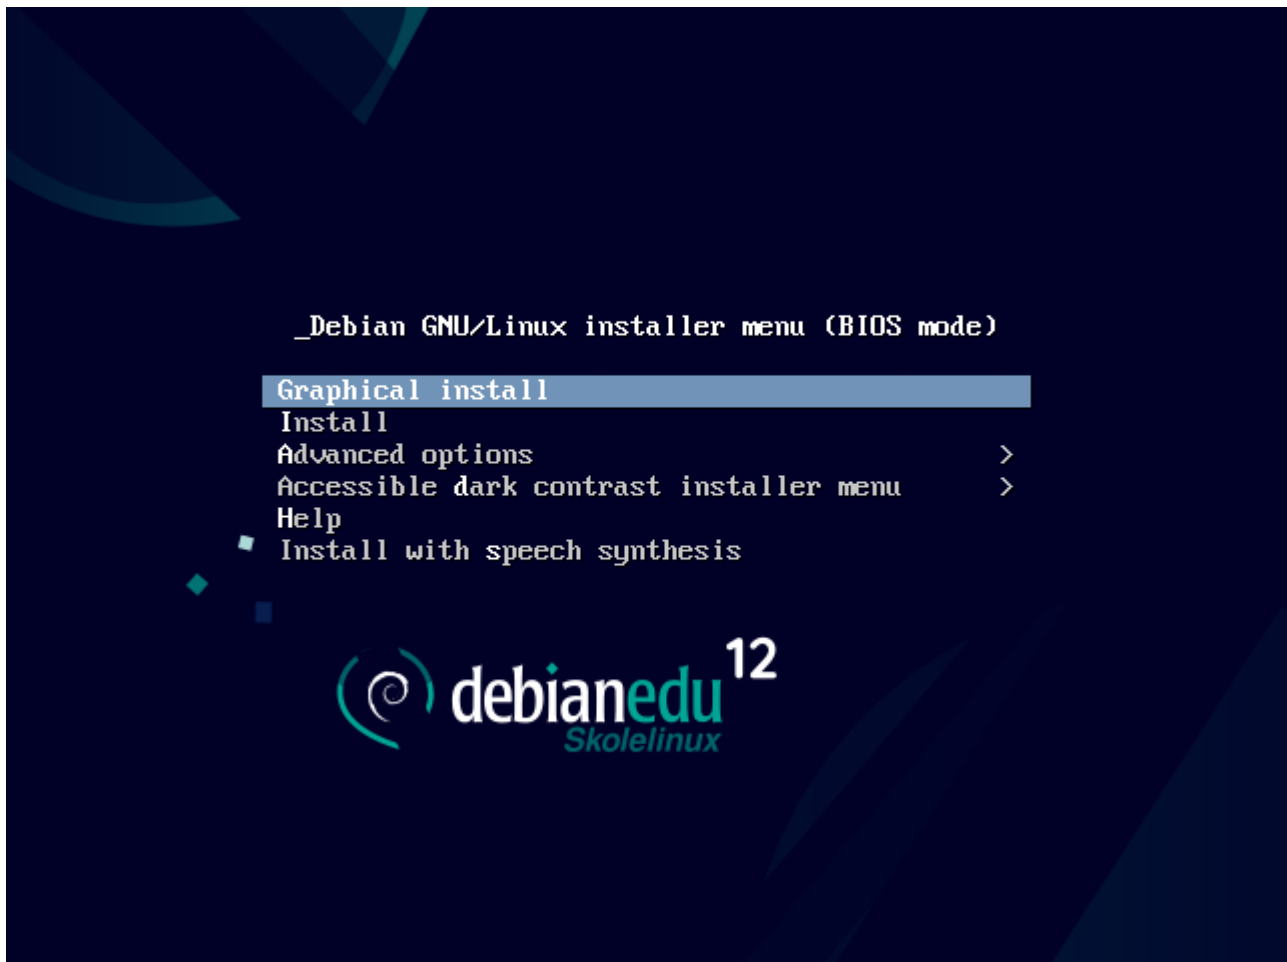 _Debian GNU/Linux installer menu (BIOS mode)
Graphical install
Install
Advanced options >
Accessible dark contrast installer menu >
Help
Install with speech synthesis
debianedu 12
Skolelinux